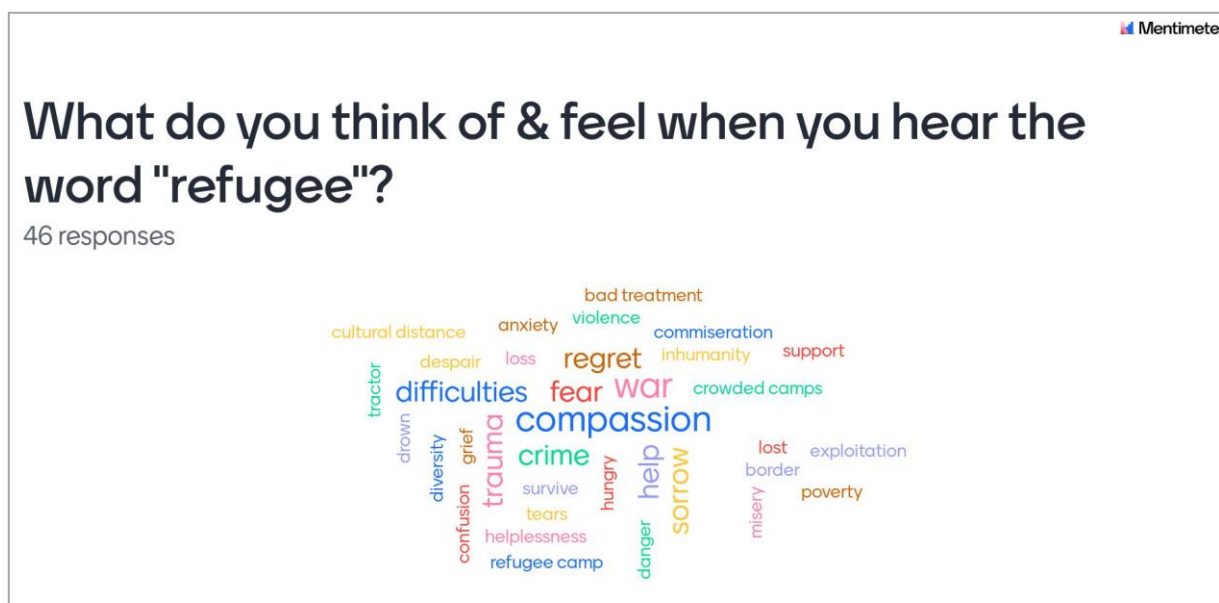 Mentimete
What do you think of & feel when you hear the
word "refugee"?
46 responses
bad treatment
violence
anxiety
cultural distance
commiseration
support
inhumanity
regret
loss
despair
tractor
difficulties
fear
war
crowded camps
compassion
drown
diversity
grief
trauma
crime
hungry
help
sorrow
lost
exploitation
border
survive
poverty
misery
confusion
tears
helplessness
danger
refugee camp